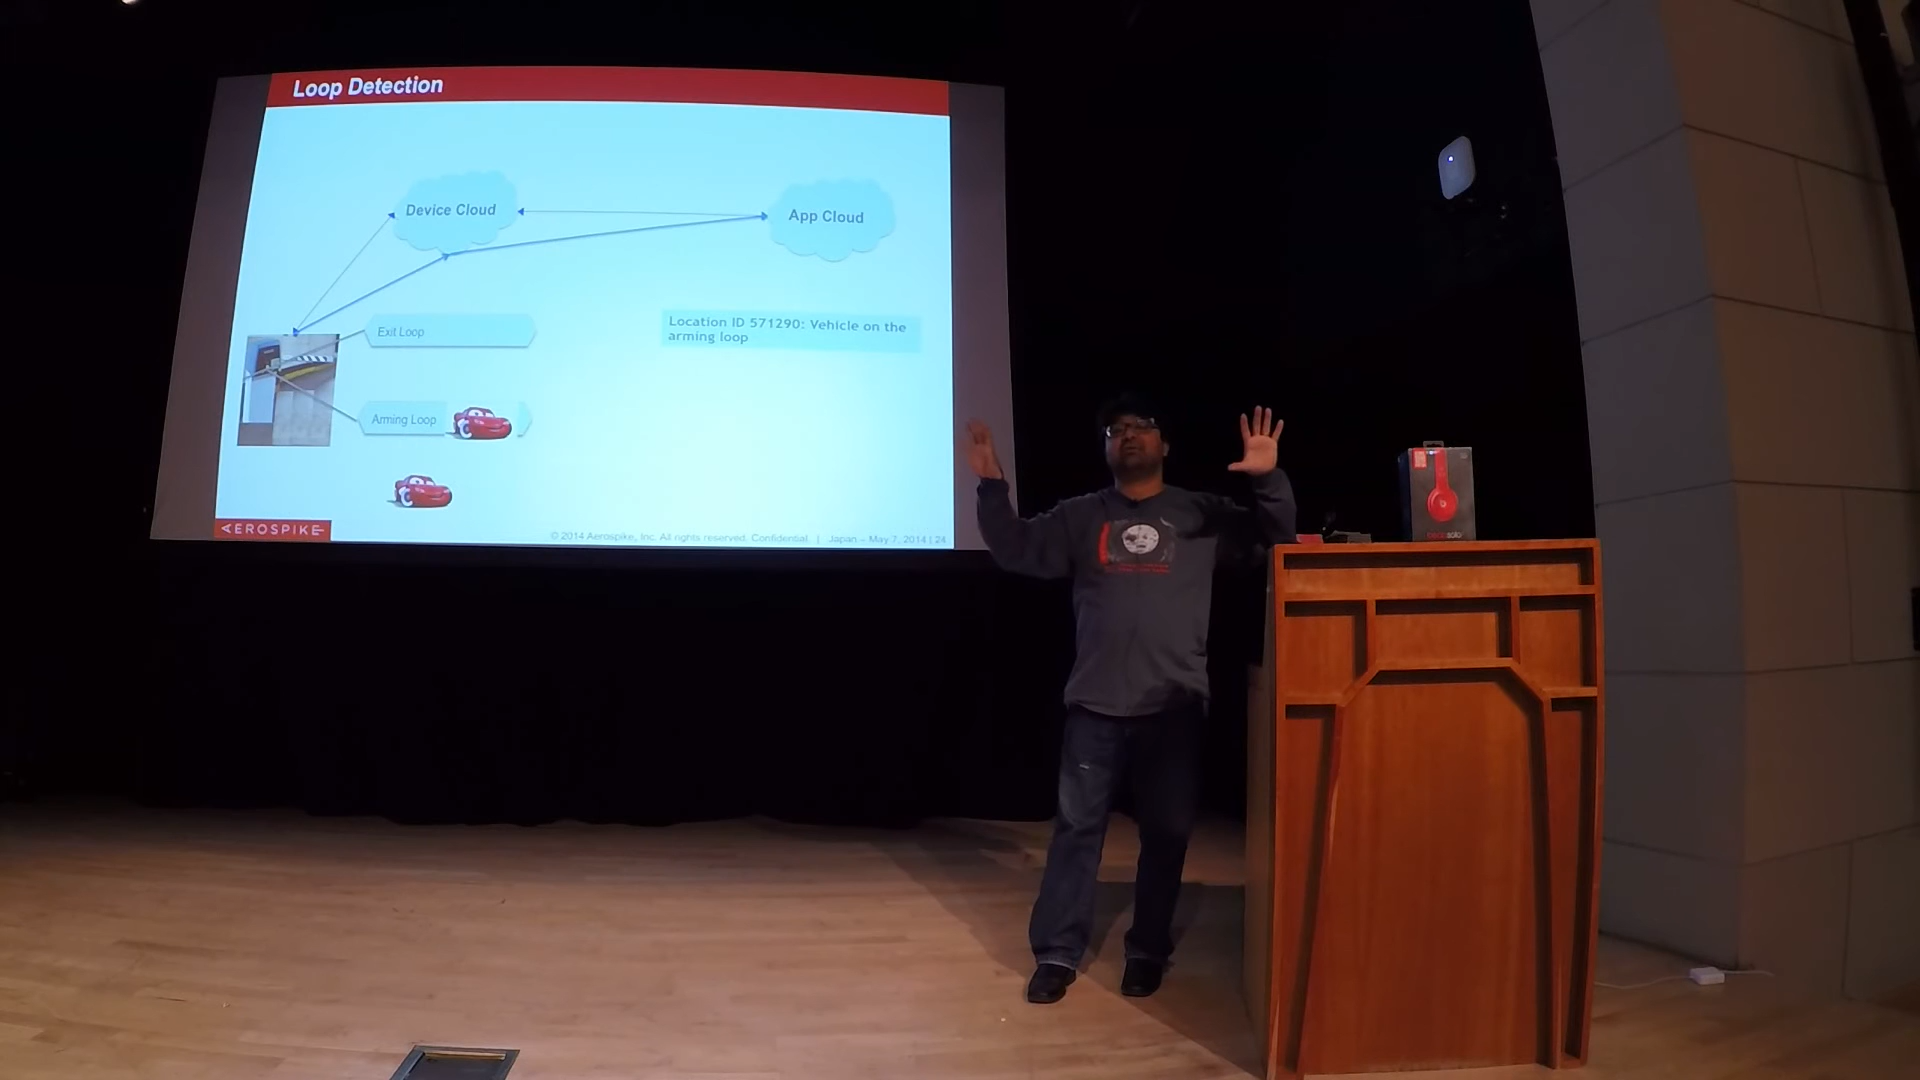 Loop Detection
Device Cloud
App Cloud
Exit Loop
Location ID 571290: Vehicle on the
arming loop
Arming Loop
AEROSPIKE
© 2014 Aerospike, Inc. All rights reserved. Confidential. | Japan – May 7, 2014 | 24